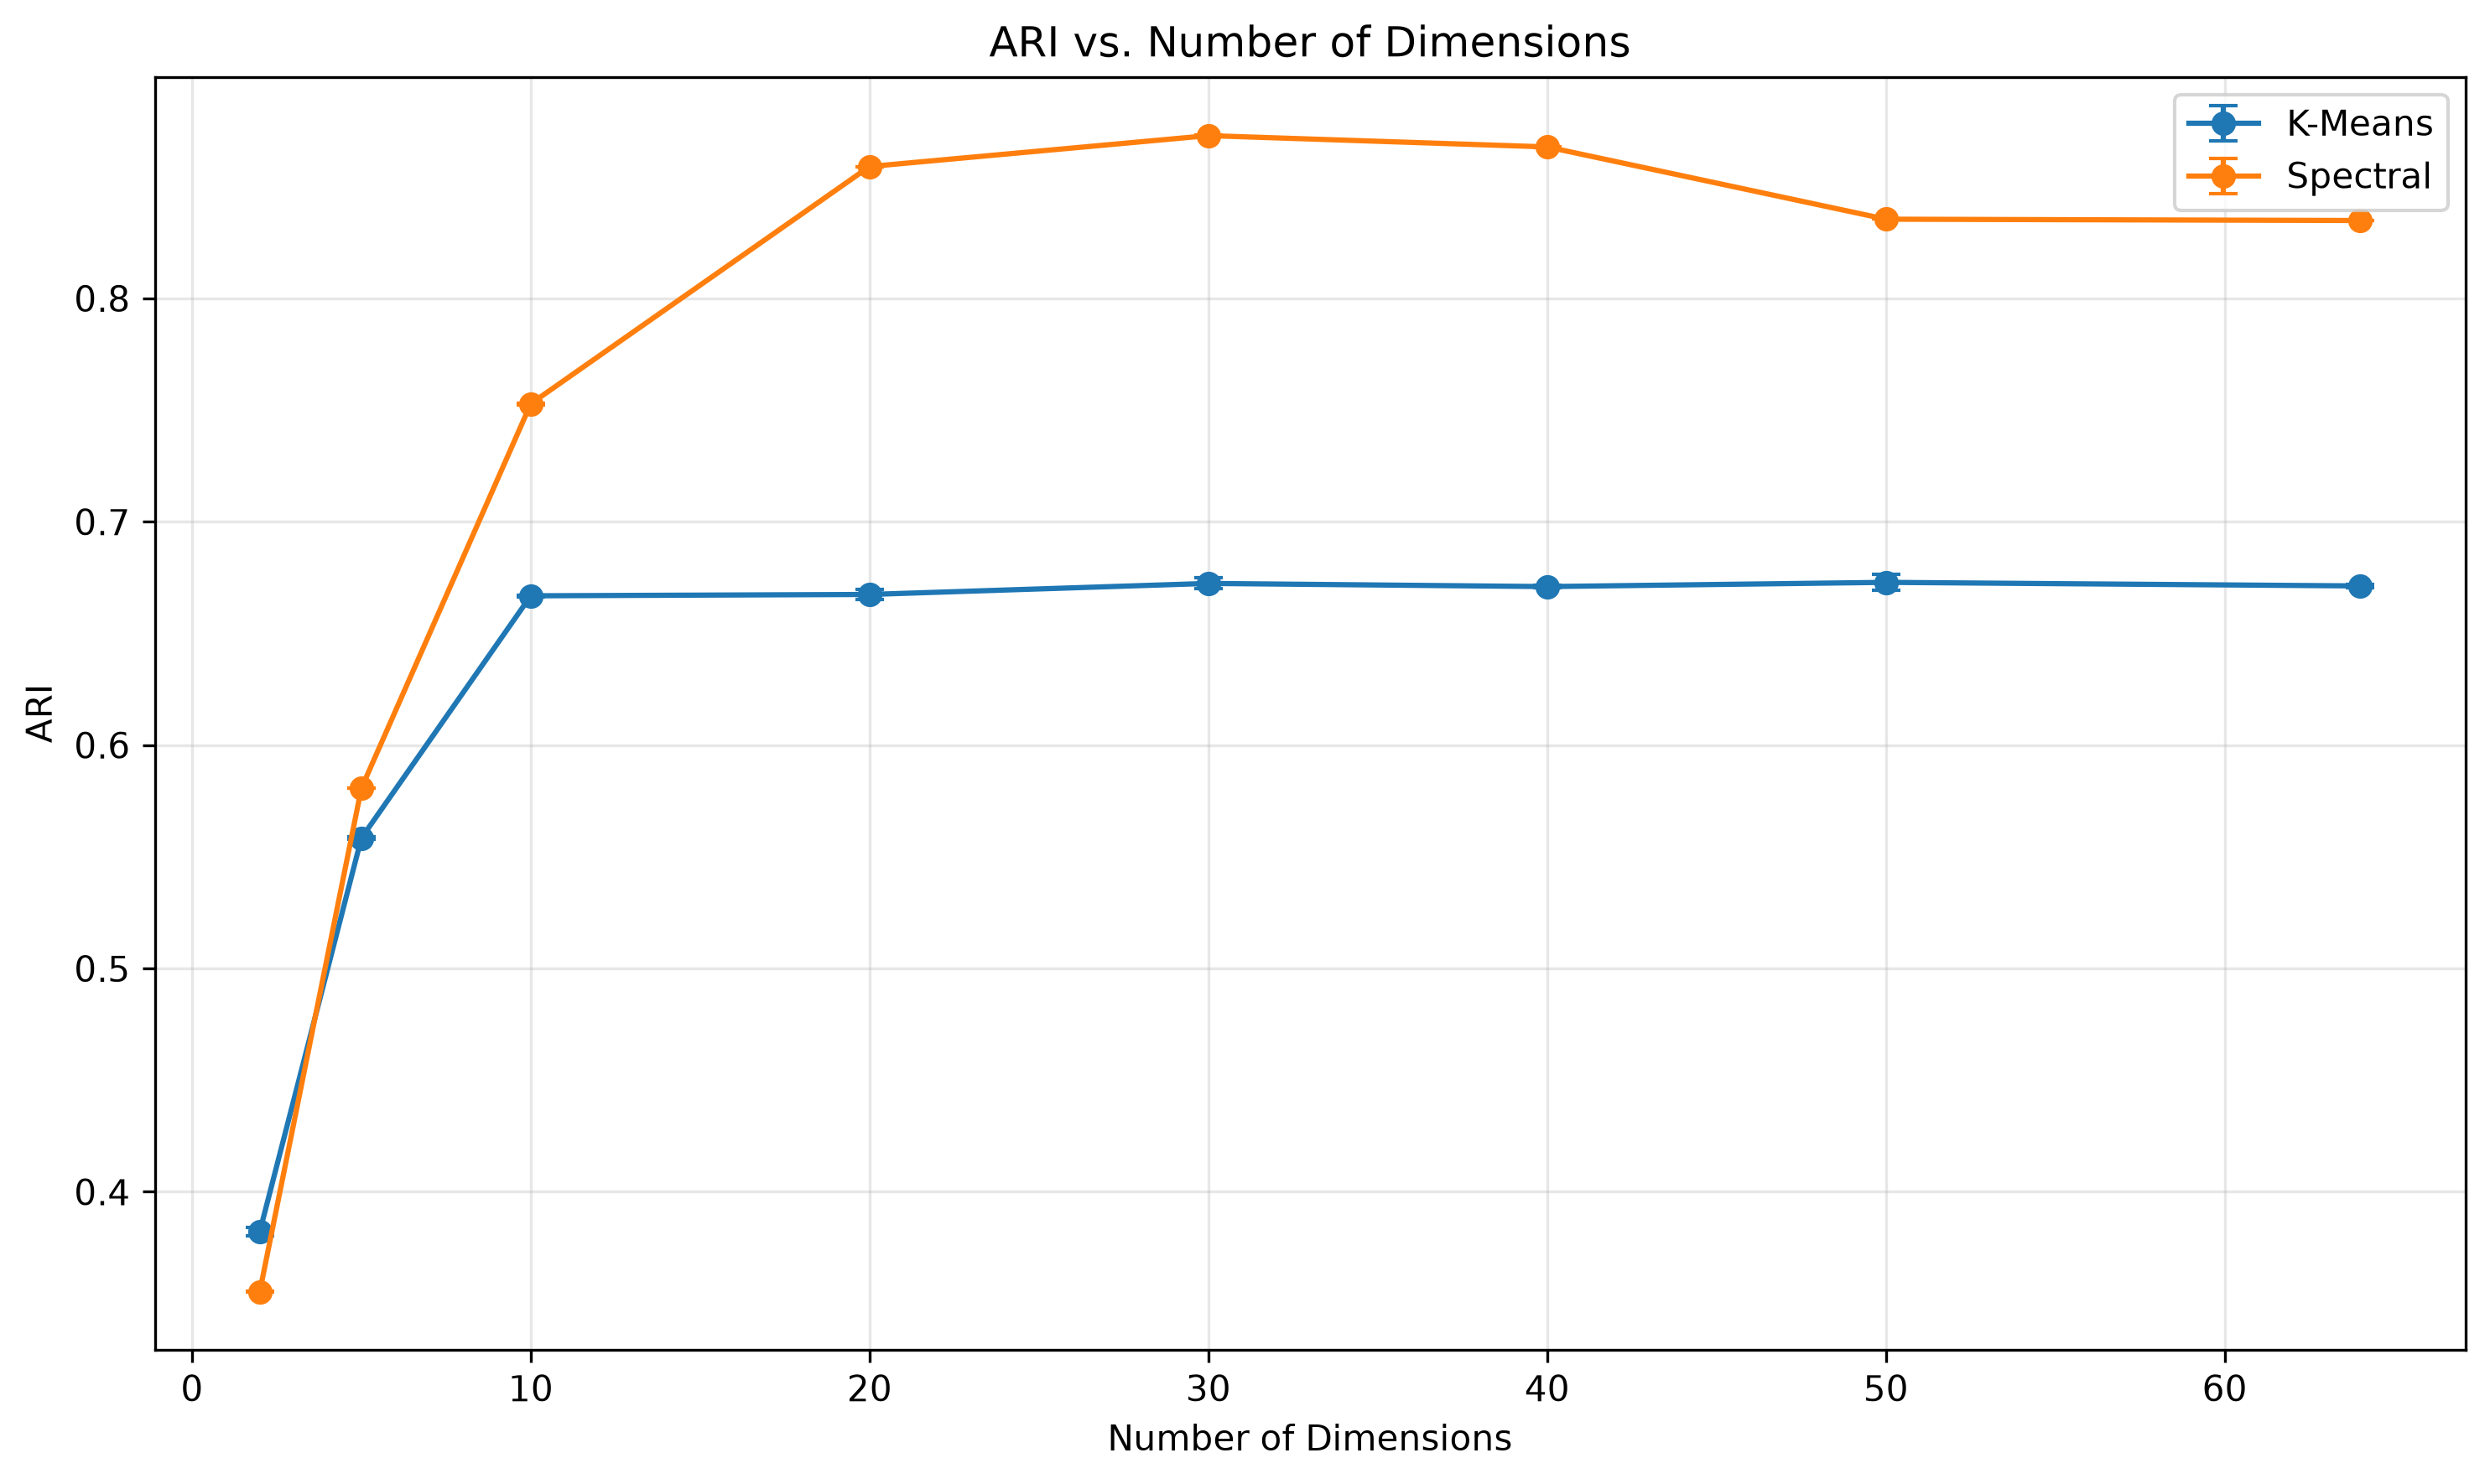 ARI vs. Number of Dimensions
K-Means
Spectral
0.8
0.7
0.6
0.5
0.4
ARI
0 10 20 30 40 50 60
Number of Dimensions